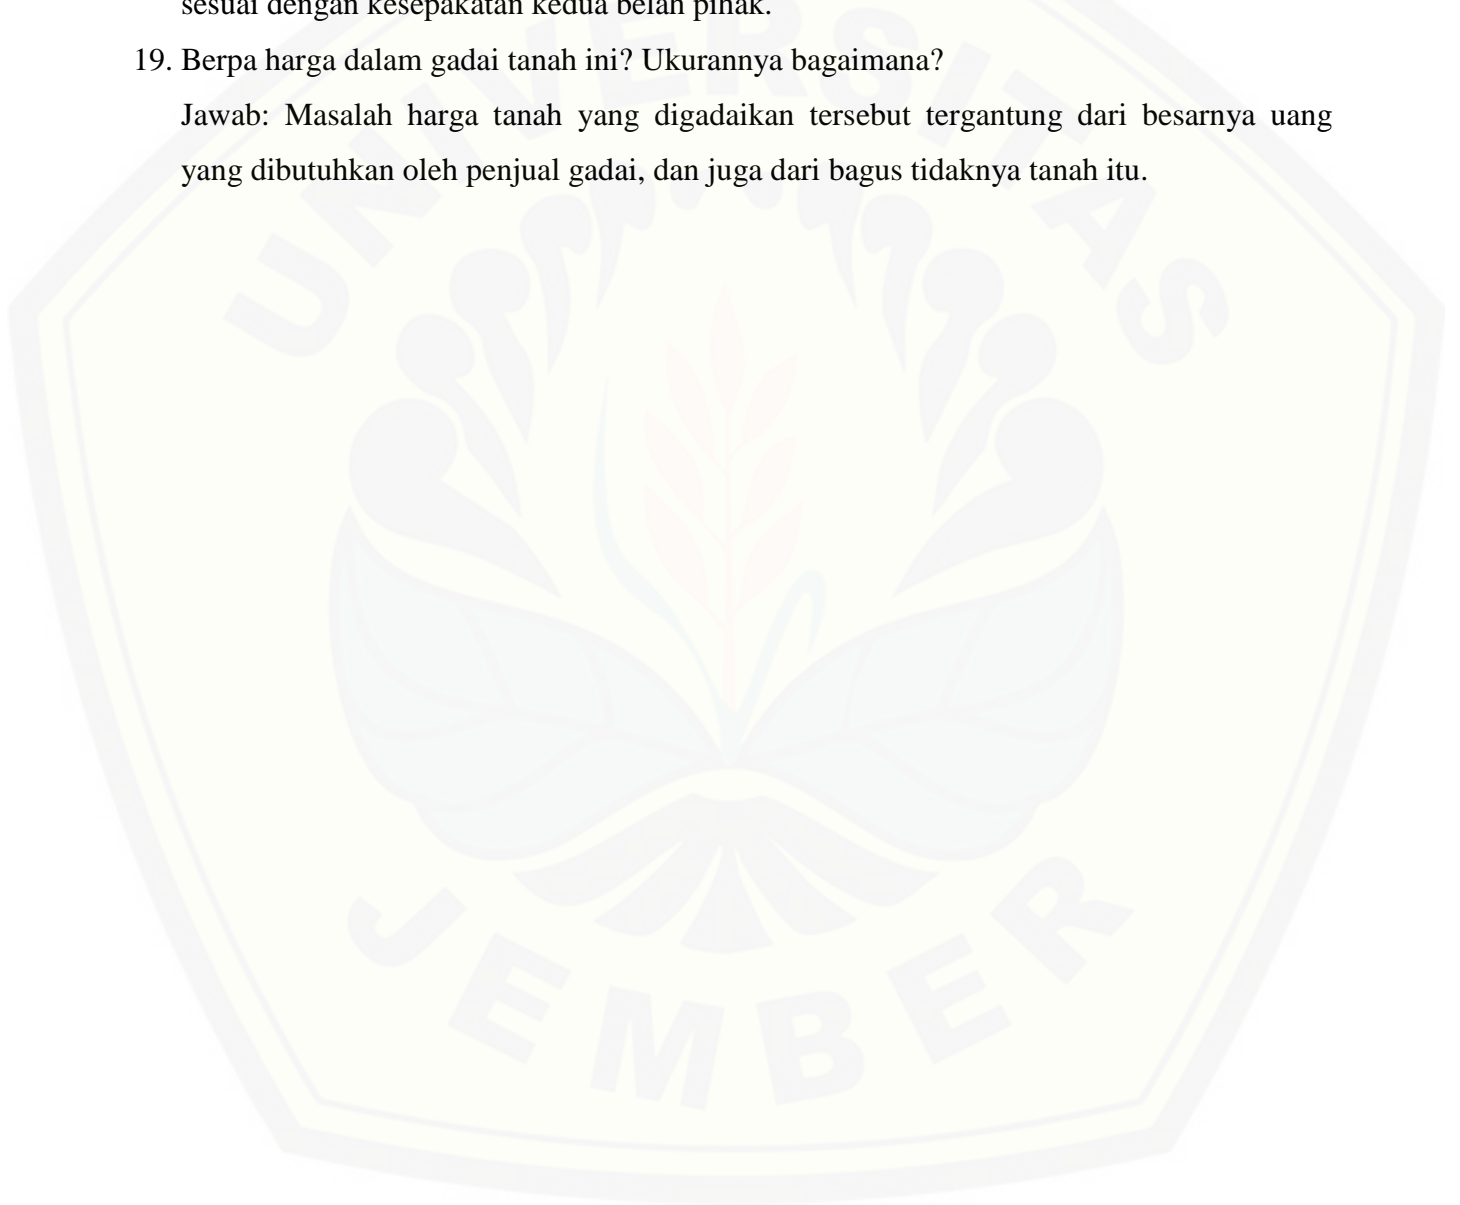 sesuai dengan kesepakatan kedua belah pihak.
19. Berpa harga dalam gadai tanah ini? Ukurannya bagaimana?
Jawab: Masalah harga tanah yang digadaikan tersebut tergantung dari besarnya uang
yang dibutuhkan oleh penjual gadai, dan juga dari bagus tidaknya tanah itu.
UNIVERSITAS
JEMBER